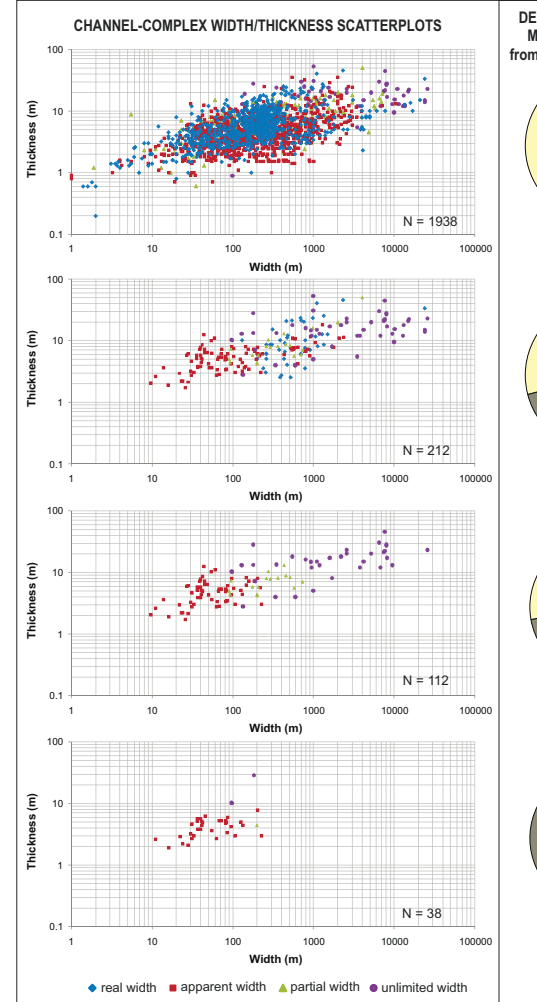 CHANNEL-COMPLEX WIDTH/THICKNESS SCATTERPLOTS
100
10
1
0.1
Thickness (m)
1 10 100 1000 10000 100000
Width (m)
N = 1938
100
10
1
0.1
Thickness (m)
1 10 100 1000 10000 100000
Width (m)
N = 212
100
10
1
0.1
Thickness (m)
1 10 100 1000 10000 100000
Width (m)
N = 112
100
10
1
0.1
Thickness (m)
1 10 100 1000 10000 100000
Width (m)
N = 38
real width apparent width partial width unlimited width
DE
M
from